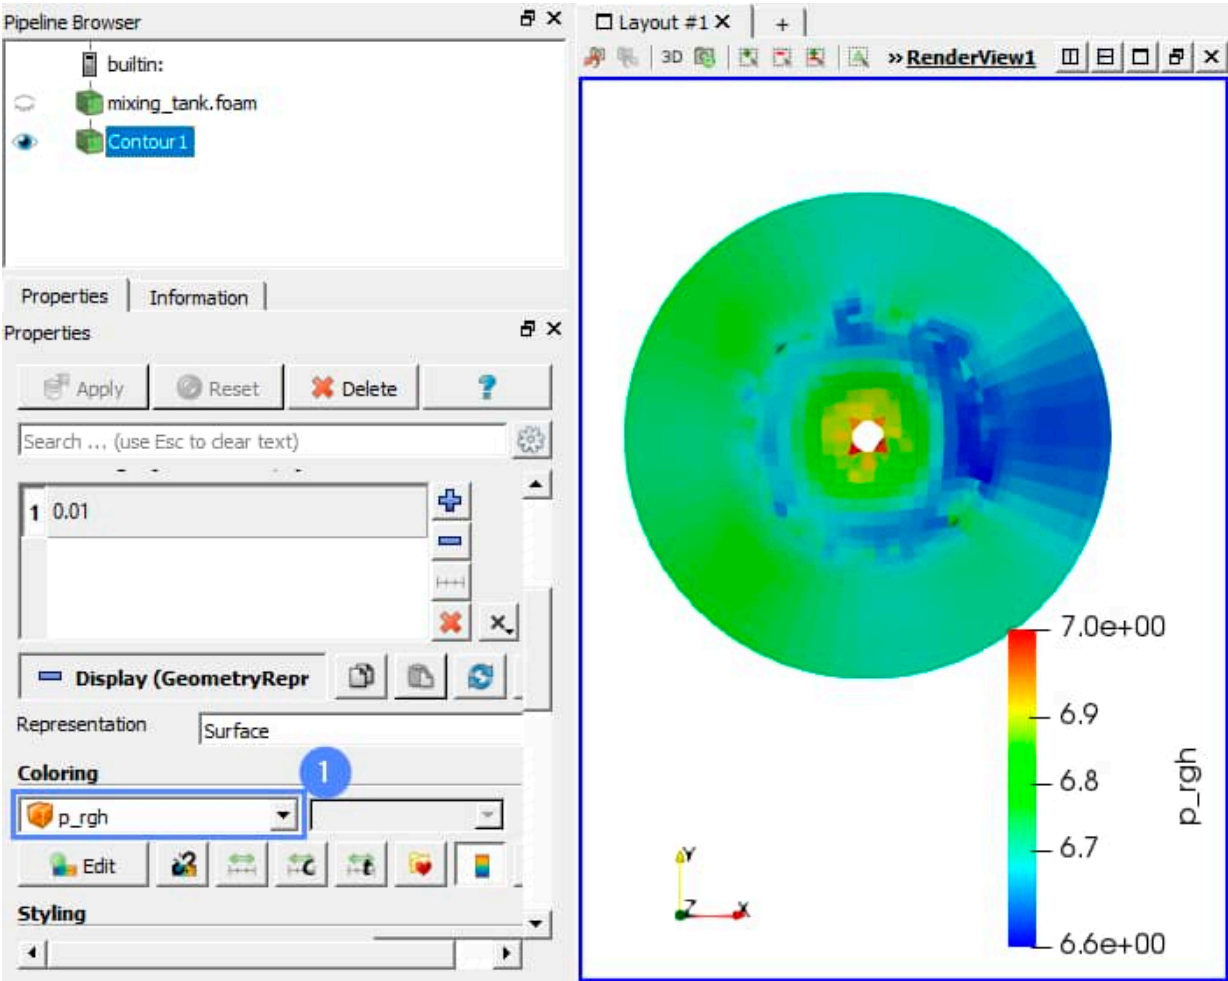 Pipeline Browser
builtin:
mixing_tank.foam
Contour1
Properties
Information
Properties
Apply
Reset
Delete
?
Search ... (use Esc to clear text)
1 0.01
Display (GeometryRepr
Representation
Surface
Coloring
1
p_rgh
Edit
Styling
Layout #1
+
3D
»RenderView1
7.0e+00
6.9
6.8
6.7
6.6e+00
p_rgh
Y
Z
X